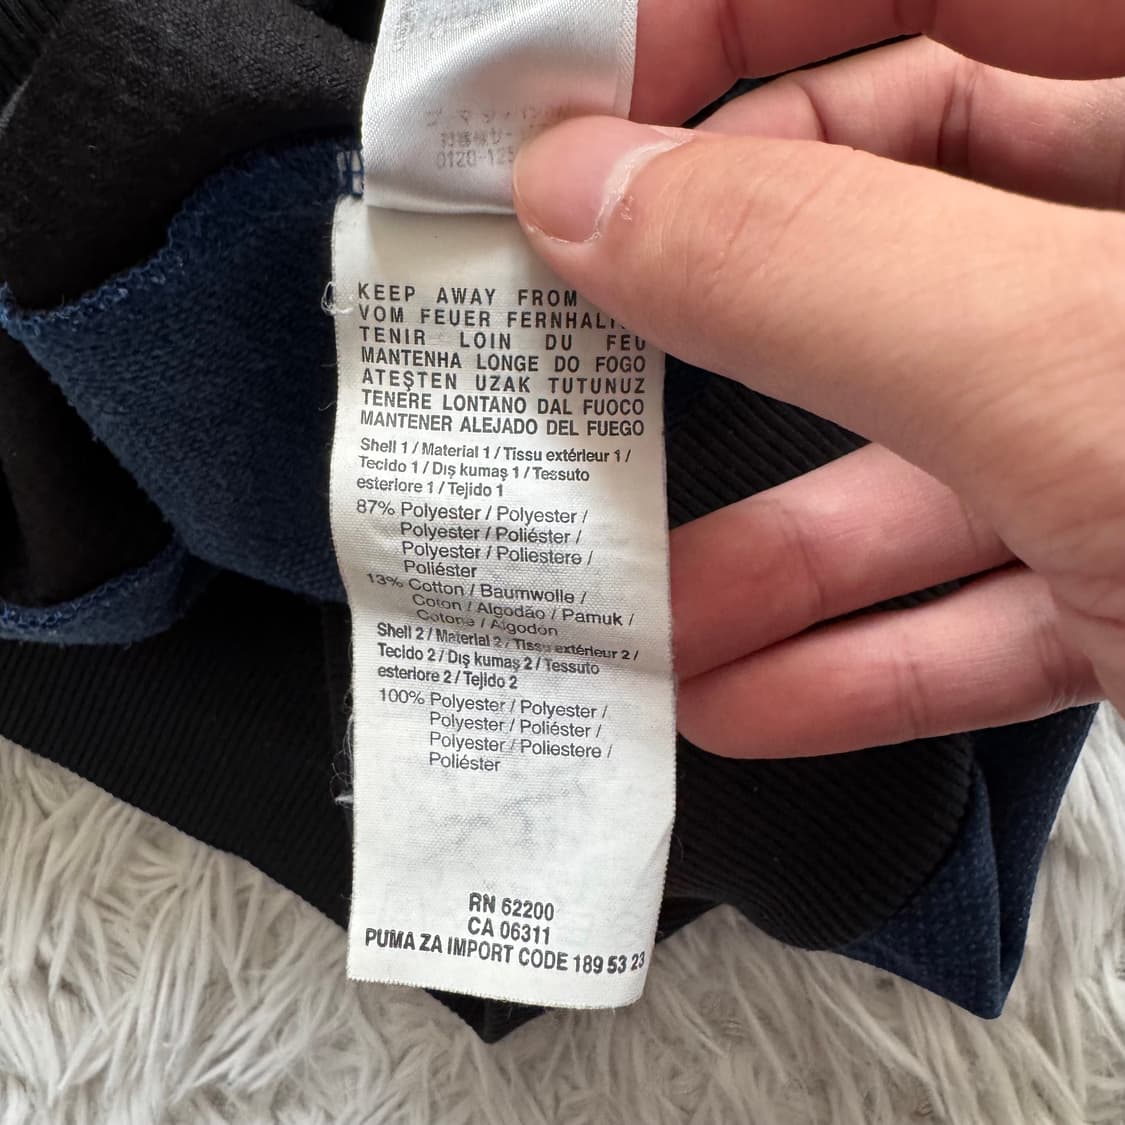 0120-125
KEEP AWAY FROM
VOM FEUER
TENIR LOIN DU FEU
MANTENHA LONGE DO FOGO
ATEŞTEN UZAK TUTUNUZ
TENERE LONTANO DAL FUOCO
MANTENER ALEJADO DEL FUEGO
Shell 1 / Material 1 / Tissu extérieur 1 /
Tecido 1 / Dış kumaş 1 / Tessuto
esteriore 1 / Tejido 1
87% Polyester / Polyester /
Polyester / Poliéster /
Polyester / Poliestere /
Poliéster
13% Cotton / Baumwolle /
Coton / Algodão / Pamuk /
Cotone / Algodon
Shell 2 / Material 2 / Tissu extérieur 2 /
Tecido 2 / Dış kumaş 2 / Tessuto
esteriore 2 / Tejido 2
100% Polyester / Polyester /
Polyester / Poliéster /
Polyester / Poliestere /
Poliéster
RN 62200
CA 06311
PUMA ZA IMPORT CODE 189 53 23